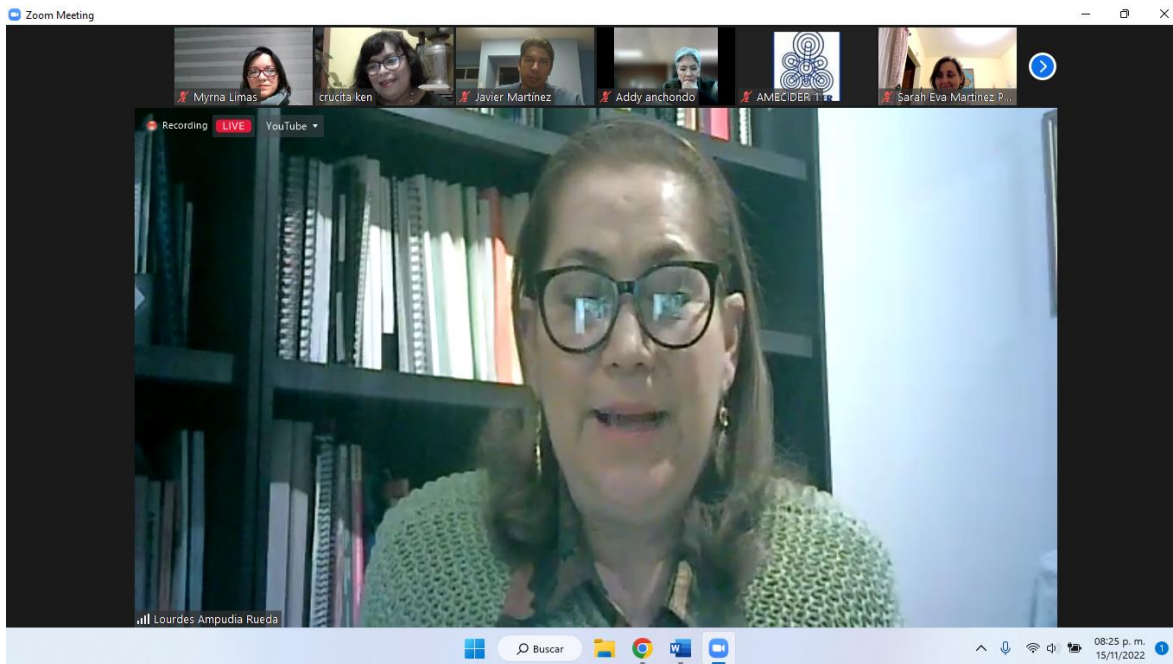 Zoom Meeting
Myrna Limas
crucita ken
Javier Martínez
Addy anchondo
AMECIDER 1
Sarah Eva Martínez P...
Recording LIVE YouTube
Lourdes Ampudia Rueda
Buscar
08:25 p. m.
15/11/2022
1